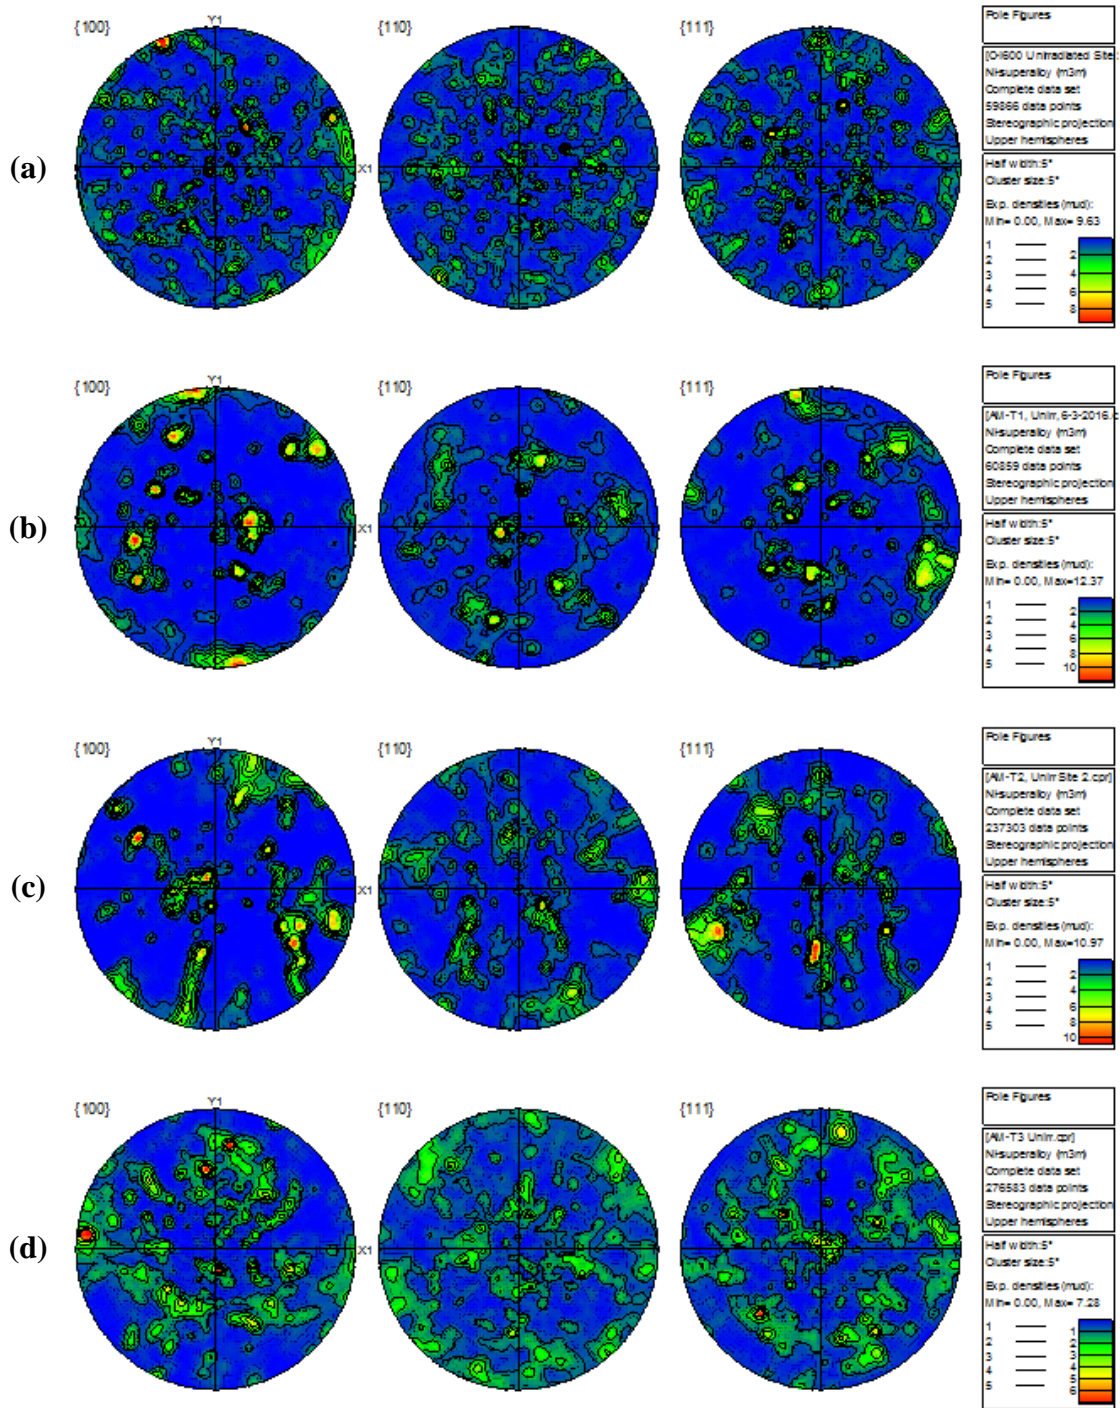 (a)
{100}
Y1
{110}
{111}
X1
Pole Figures
[O-I600 Unirradiated Site
Ni-superalloy (m3m)
Complete data set
59866 data points
Stereographic projection
Upper hemispheres
Half width:5°
Cluster size:5°
Exp. densities (mud):
Min= 0.00, Max= 9.63
1
2
3
4
5
2
4
6
8
(b)
{100}
Y1
{110}
{111}
X1
Pole Figures
[AM-T1, Unirr, 6-3-2016.c
Ni-superalloy (m3m)
Complete data set
60859 data points
Stereographic projection
Upper hemispheres
Half width:5°
Cluster size:5°
Exp. densities (mud):
Min= 0.00, Max=12.37
1
2
3
4
5
2
4
6
8
10
(c)
{100}
Y1
{110}
{111}
X1
Pole Figures
[AM-T2, Unirr Site 2.cpr]
Ni-superalloy (m3m)
Complete data set
237303 data points
Stereographic projection
Upper hemispheres
Half width:5°
Cluster size:5°
Exp. densities (mud):
Min= 0.00, Max=10.97
1
2
3
4
5
2
4
6
8
10
(d)
{100}
Y1
{110}
{111}
X1
Pole Figures
[AM-T3 Unirr.cpr]
Ni-superalloy (m3m)
Complete data set
276583 data points
Stereographic projection
Upper hemispheres
Half width:5°
Cluster size:5°
Exp. densities (mud):
Min= 0.00, Max= 7.28
1
2
3
4
5
1
2
3
4
5
6